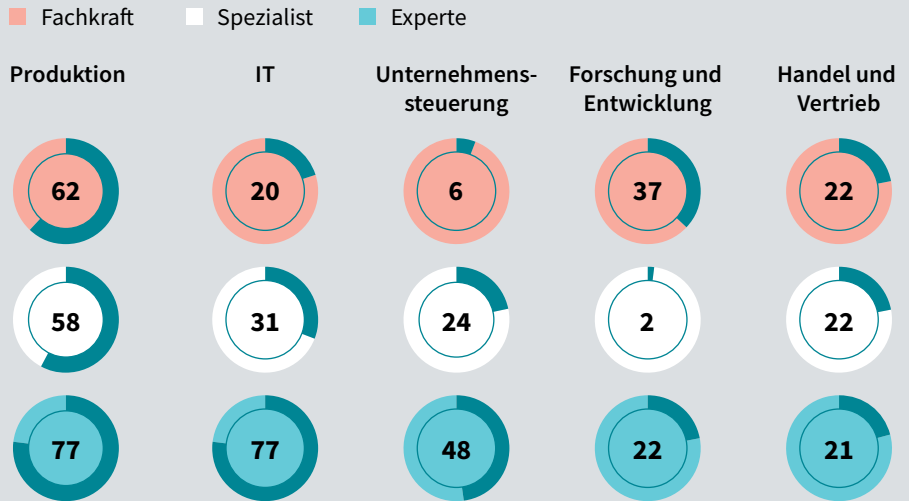 Fachkraft Spezialist Experte
Produktion IT Unternehmens- Forschung und Handel und
steuerung Entwicklung Vertrieb
62 20 6 37 22
58 31 24 2 22
77 77 48 22 21